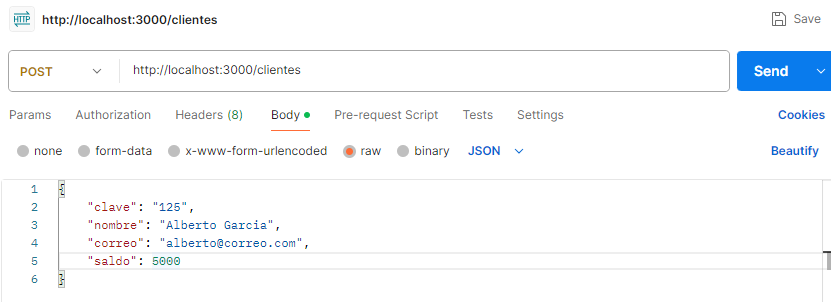 HTTP http://localhost:3000/clientes Save
POST http://localhost:3000/clientes Send
Params Authorization Headers (8) Body Pre-request Script Tests Settings Cookies
none form-data x-www-form-urlencoded raw binary JSON Beautify
1 {
2 "clave": "125",
3 "nombre": "Alberto Garcia",
4 "correo": "alberto@correo.com",
5 "saldo": 5000
6 }